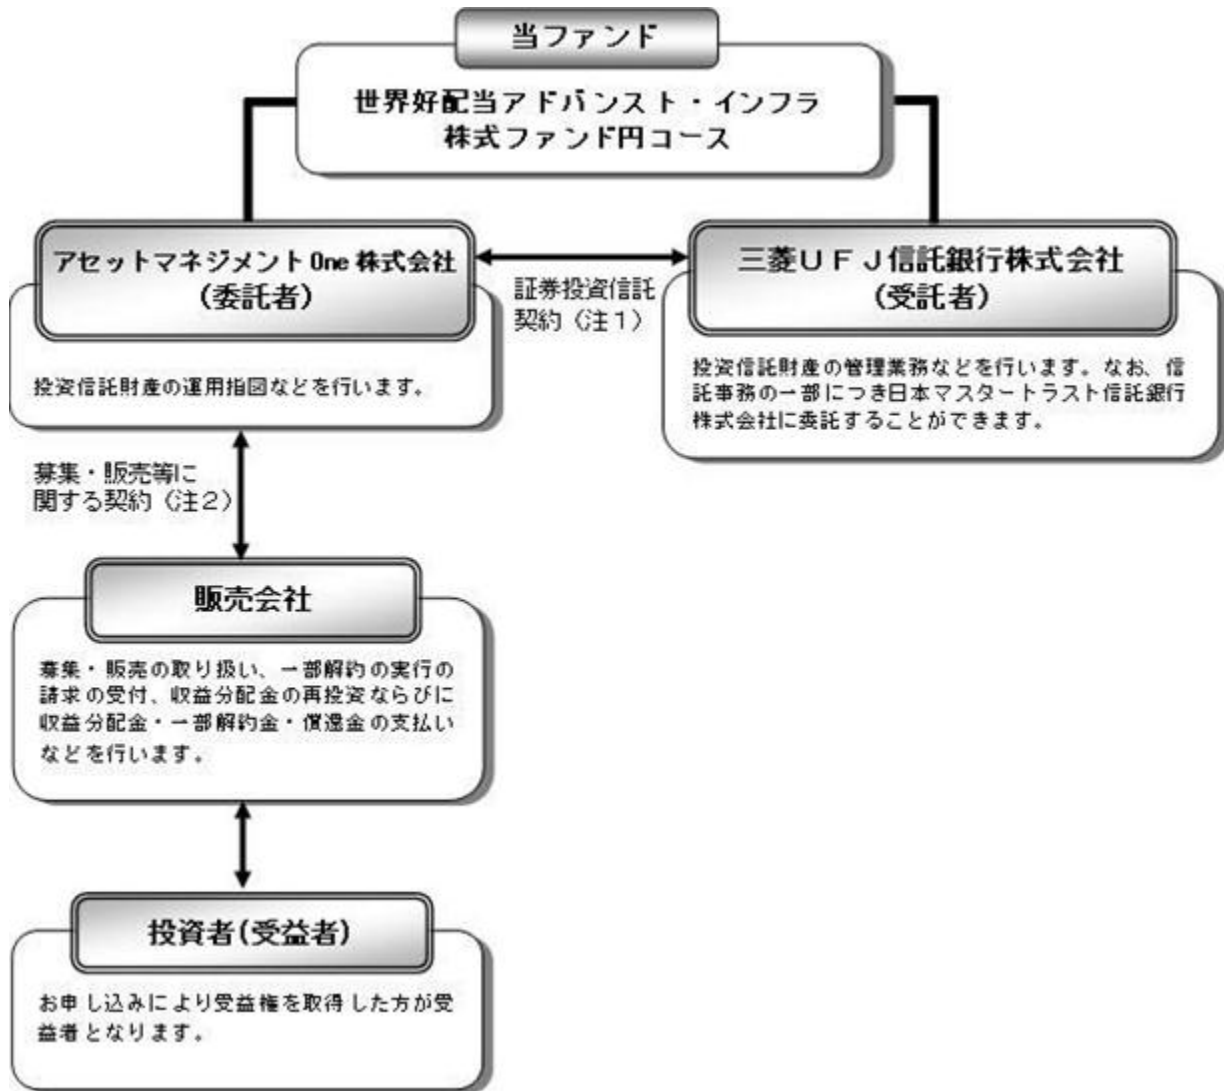 当ファンド
世界好配当アドバンスト・インフラ
株式ファンド円コース
アセットマネジメントOne 株式会社
（委託者）
投資信託財産の運用指図などを行います。
証券投資信託
契約（注１）
三菱ＵＦＪ信託銀行株式会社
（受託者）
投資信託財産の管理業務などを行います。なお、信
託事務の一部につき日本マスタートラスト信託銀行
株式会社に委託することができます。
募集・販売等に
関する契約（注２）
販売会社
募集・販売の取り扱い、一部解約の実行の
請求の受付、収益分配金の再投資ならびに
収益分配金・一部解約金・償還金の支払い
などを行います。
投資者(受益者)
お申し込みにより受益権を取得した方が受
益者となります。